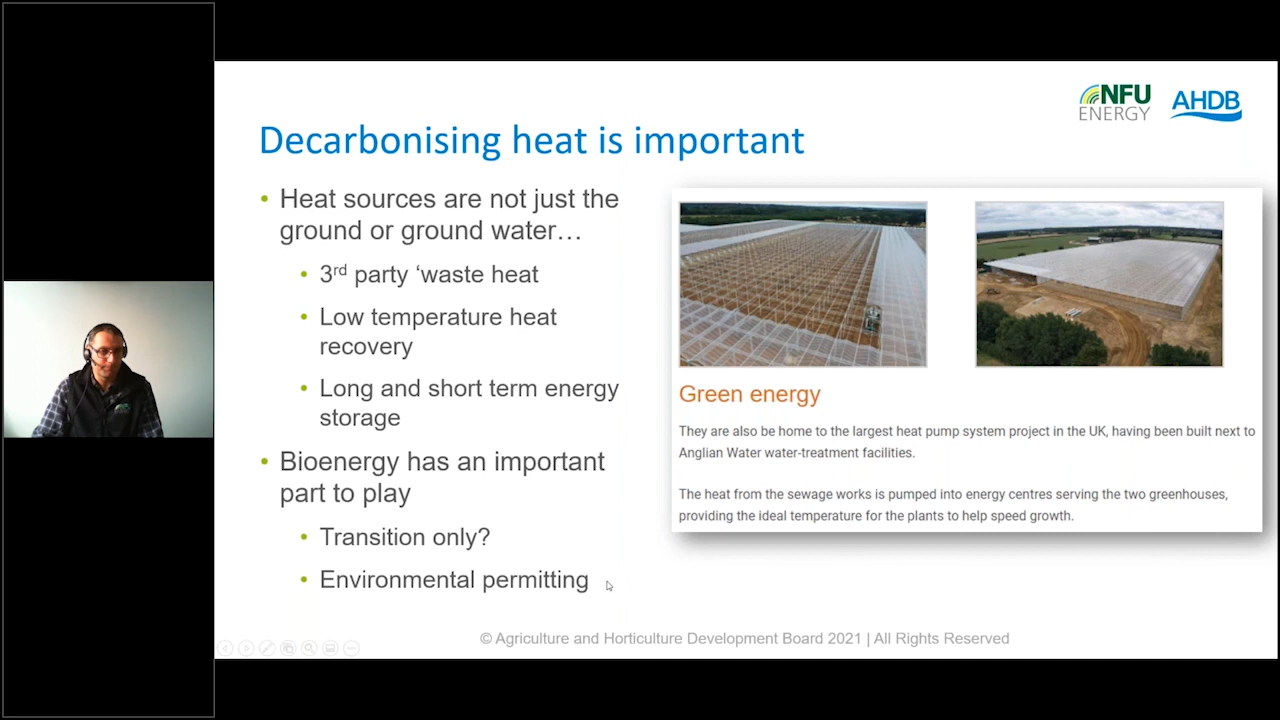 NFU
ENERGY
AHDB
Decarbonising heat is important
• Heat sources are not just the
ground or ground water…
• 3rd party ‘waste heat
• Low temperature heat
recovery
• Long and short term energy
storage
• Bioenergy has an important
part to play
• Transition only?
• Environmental permitting
Green energy
They are also be home to the largest heat pump system project in the UK, having been built next to
Anglian Water water-treatment facilities.
The heat from the sewage works is pumped into energy centres serving the two greenhouses,
providing the ideal temperature for the plants to help speed growth.
© Agriculture and Horticulture Development Board 2021 | All Rights Reserved